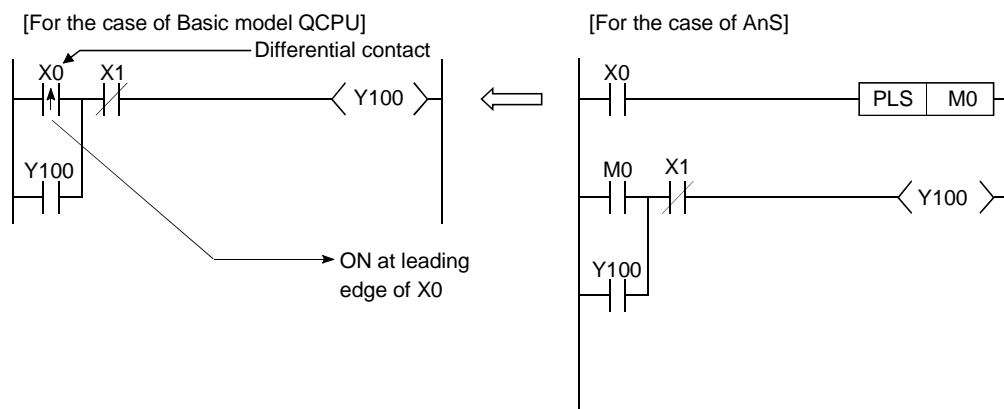 [For the case of Basic model QCPU]
Differential contact
X0
X1
Y100
Y100
ON at leading
edge of X0
[For the case of AnS]
X0
PLS M0
M0
X1
Y100
Y100